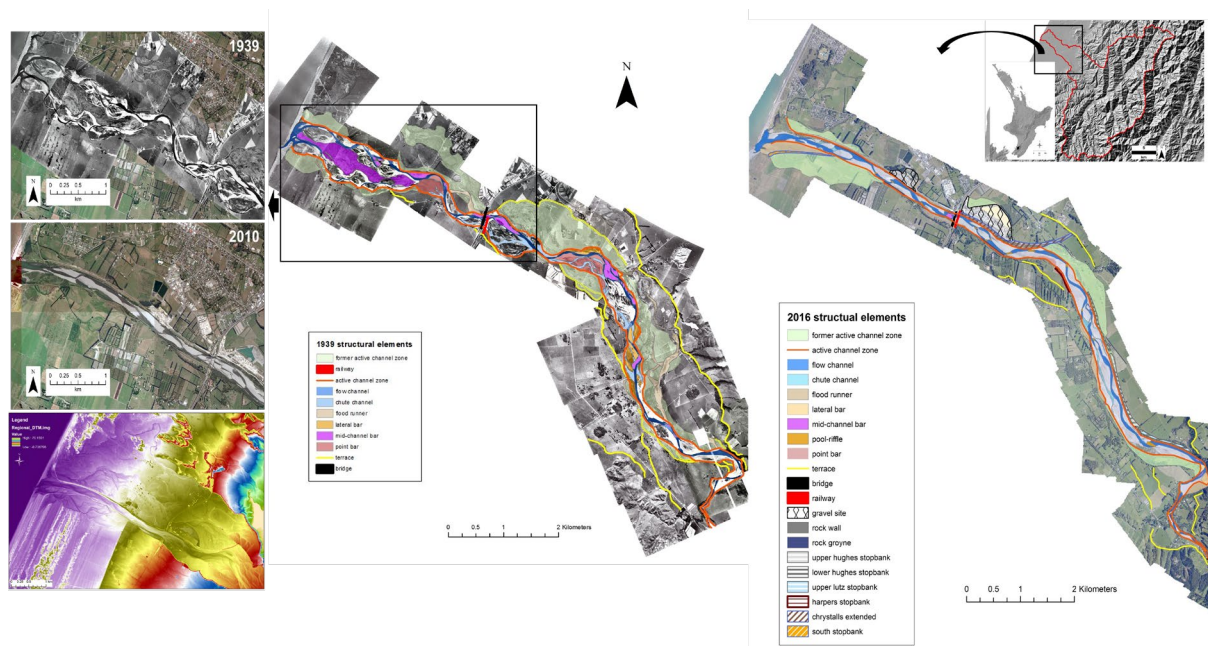 1939
N
0 0.25 0.5 1
km
2010
N
0 0.25 0.5 1
km
Legend
Regional_DTM.img
Value
N
1939 structural elements
former active channel zone
railway
active channel zone
flow channel
chute channel
flood runner
lateral bar
mid-channel bar
point bar
terrace
bridge
0 0.5 1 2 Kilometers
2016 structual elements
former active channel zone
active channel zone
flow channel
chute channel
flood runner
lateral bar
mid-channel bar
pool-riffle
point bar
terrace
bridge
railway
gravel site
rock wall
rock groyne
upper hughes stopbank
lower hughes stopbank
upper lutz stopbank
harpers stopbank
chrystalls extended
south stopbank
0 0.5 1 2 Kilometers